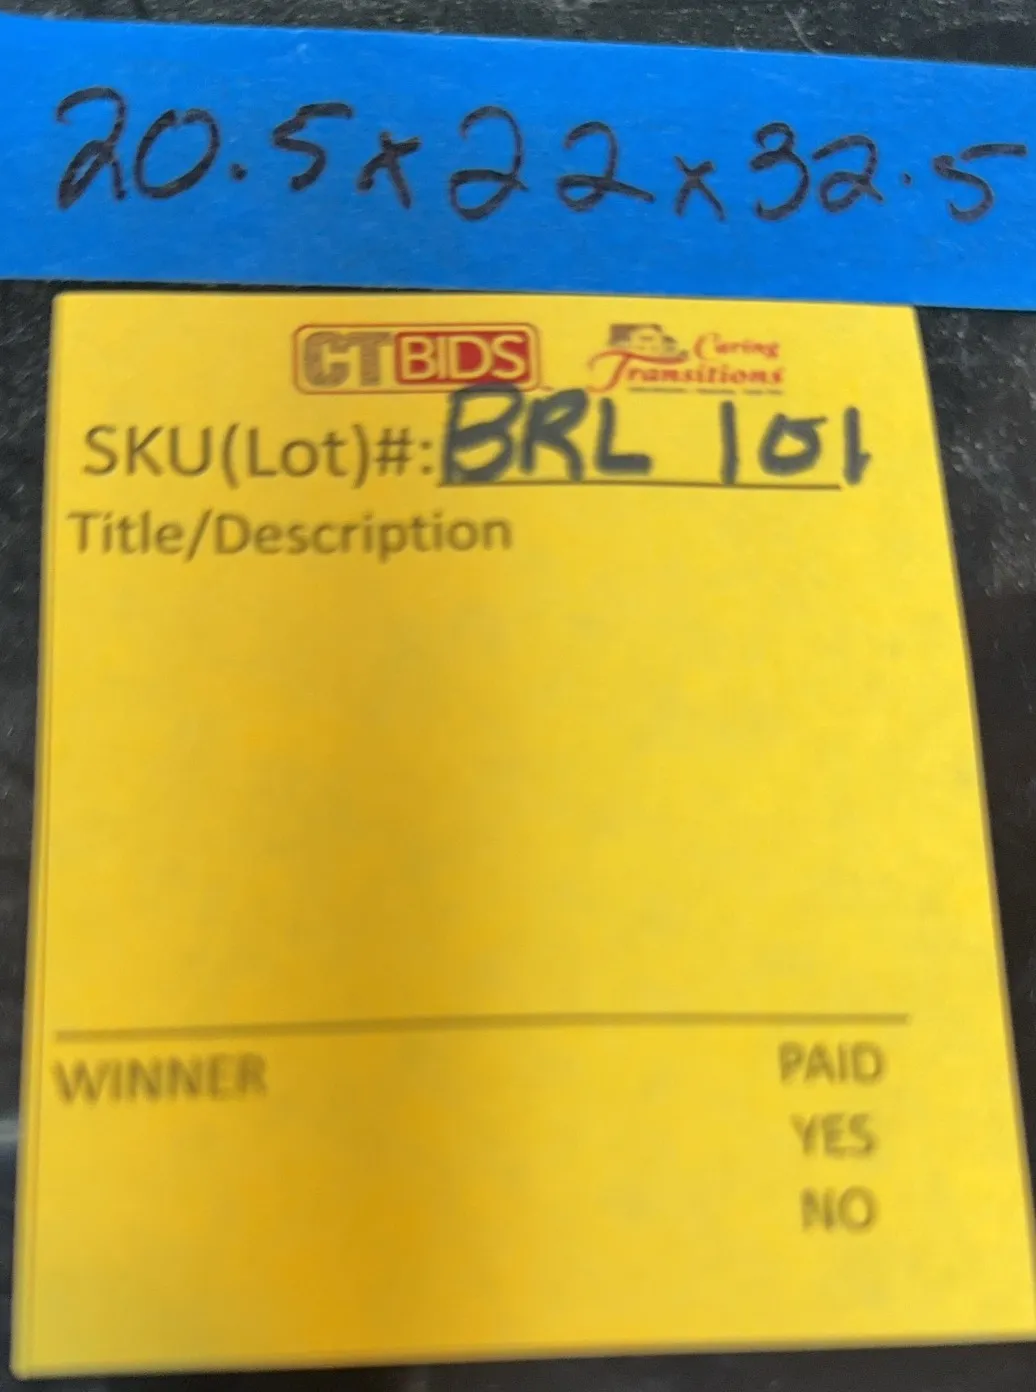 20.5x22x32.5
CTBIDS
Caring
Transitions
SKU(Lot)#: BRL 101
Title/Description
WINNER
PAID
YES
NO